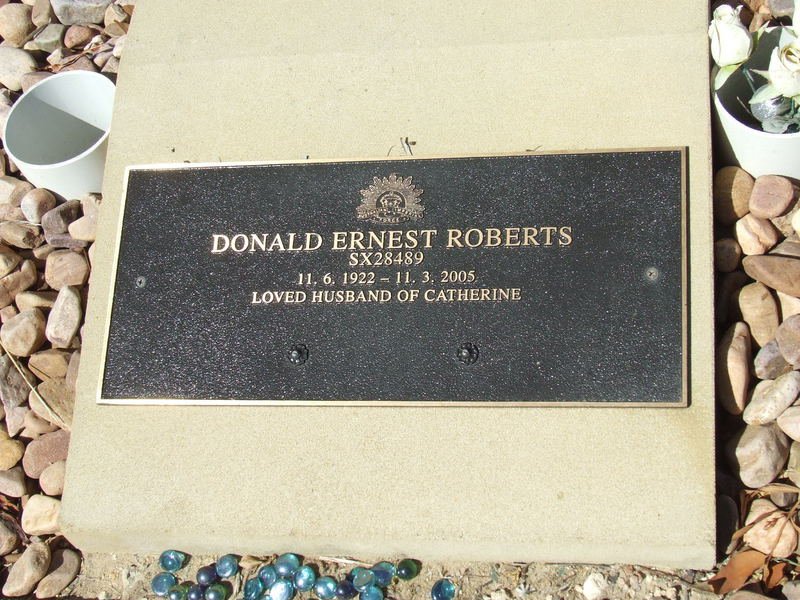 DONALD ERNEST ROBERTS
SX28489
11. 6. 1922 – 11. 3. 2005
LOVED HUSBAND OF CATHERINE